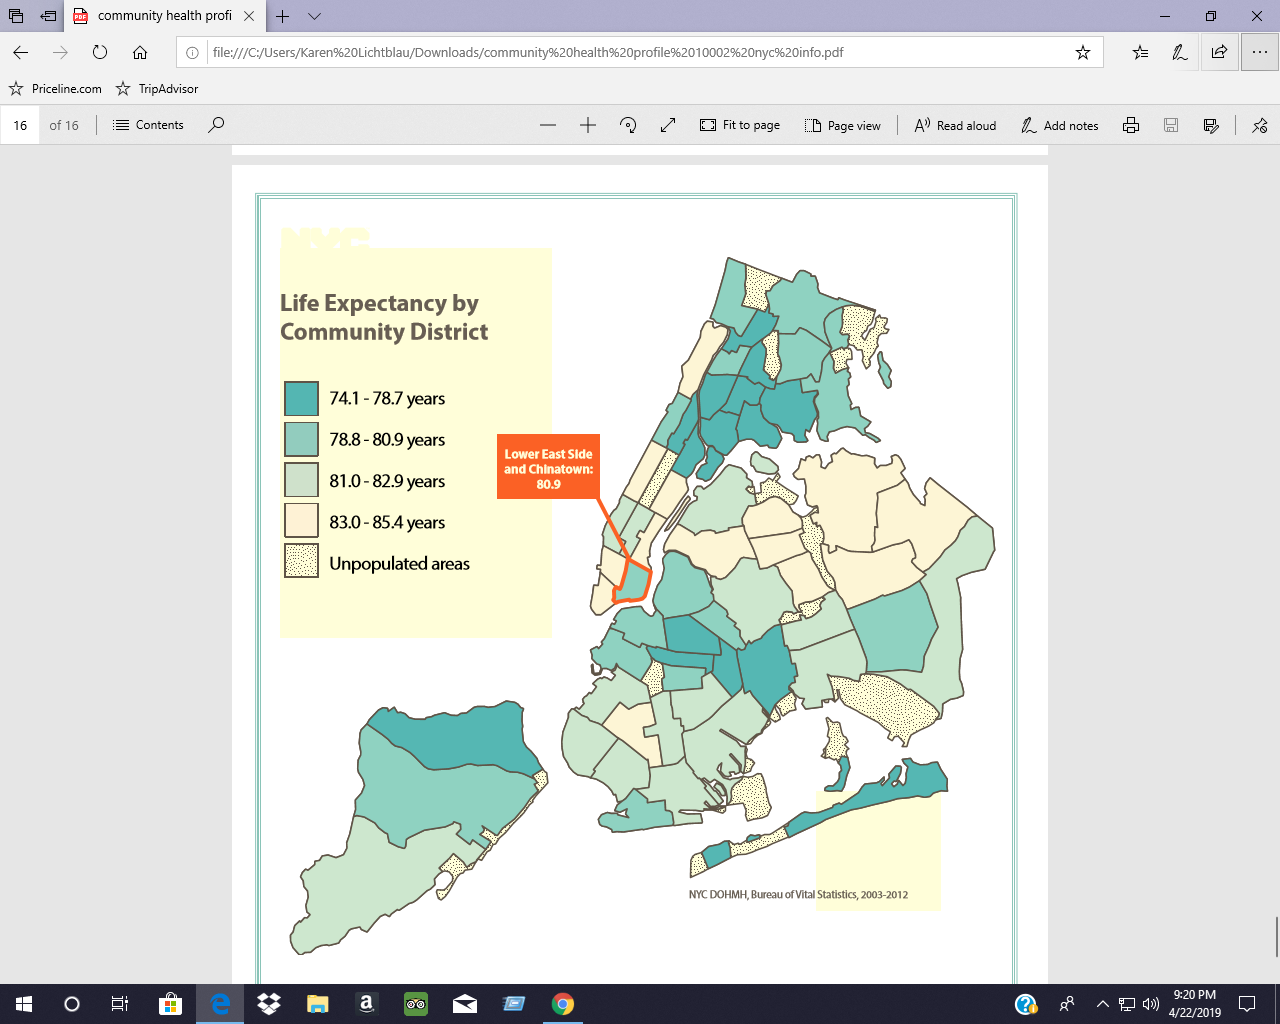 community health profi
file:///C:/Users/Karen%20Lichtblau/Downloads/community%20health%20profile%2010002%20nyc%20info.pdf
Priceline.com TripAdvisor
16 of 16 Contents Fit to page Page view Read aloud Add notes
NYC
Life Expectancy by
Community District
74.1 - 78.7 years
78.8 - 80.9 years
81.0 - 82.9 years
83.0 - 85.4 years
Unpopulated areas
Lower East Side
and Chinatown:
80.9
NYC DOHMH, Bureau of Vital Statistics, 2003-2012
9:20 PM
4/22/2019